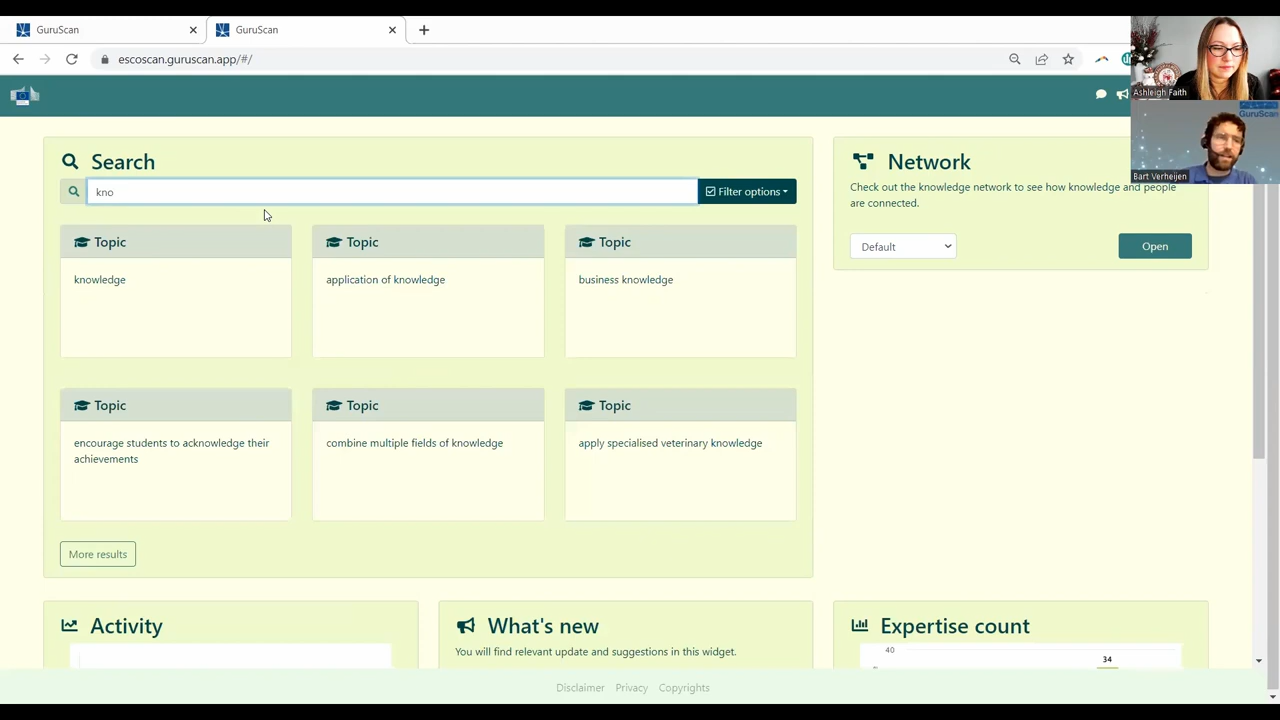 GuruScan
GuruScan
escoscan.guruscan.app/#/
Ashleigh Faith
GuruScan
Bart Verheijen
Search
kno
Filter options
Topic
knowledge
Topic
application of knowledge
Topic
business knowledge
Topic
encourage students to acknowledge their
achievements
Topic
combine multiple fields of knowledge
Topic
apply specialised veterinary knowledge
More results
Network
Check out the knowledge network to see how knowledge and people
are connected.
Default
Open
Activity
What's new
You will find relevant update and suggestions in this widget.
Expertise count
40
34
Disclaimer Privacy Copyrights